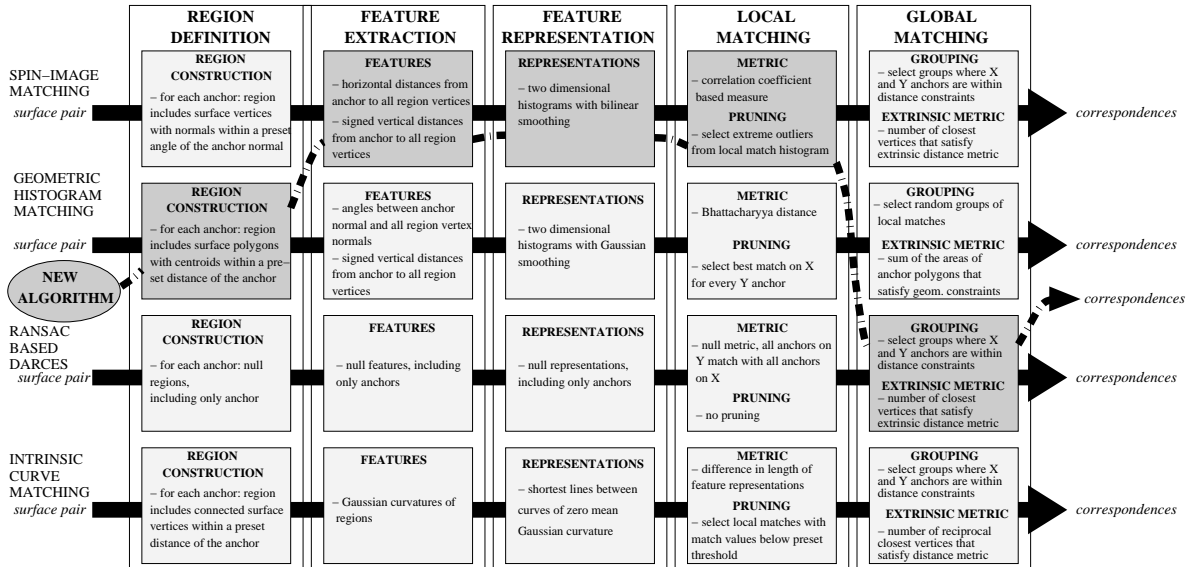 REGION
DEFINITION
FEATURE
EXTRACTION
FEATURE
REPRESENTATION
LOCAL
MATCHING
GLOBAL
MATCHING
SPIN–IMAGE
MATCHING
surface pair
REGION
CONSTRUCTION
– for each anchor: region
includes surface vertices
with normals within a preset
angle of the anchor normal
FEATURES
– horizontal distances from
anchor to all region vertices
– signed vertical distances
from anchor to all region
vertices
REPRESENTATIONS
– two dimensional
histograms with bilinear
smoothing
METRIC
– correlation coefficient
based measure
PRUNING
– select extreme outliers
from local match histogram
GROUPING
– select groups where X
and Y anchors are within
distance constraints
EXTRINSIC METRIC
– number of closest
vertices that satisfy
extrinsic distance metric
correspondences
GEOMETRIC
HISTOGRAM
MATCHING
surface pair
REGION
CONSTRUCTION
– for each anchor: region
includes surface polygons
with centroids within a pre–
set distance of the anchor
FEATURES
– angles between anchor
normal and all region vertex
normals
– signed vertical distances
from anchor to all region
vertices
REPRESENTATIONS
– two dimensional
histograms with Gaussian
smoothing
METRIC
– Bhattacharyya distance
PRUNING
– select best match on X
for every Y anchor
GROUPING
– select random groups of
local matches
EXTRINSIC METRIC
– sum of the areas of
anchor polygons that
satisfy geom. constraints
correspondences
NEW
ALGORITHM
correspondences
RANSAC
BASED
DARCES
surface pair
REGION
CONSTRUCTION
– for each anchor: null
regions,
including only anchor
FEATURES
– null features, including
only anchors
REPRESENTATIONS
– null representations,
including only anchors
METRIC
– null metric, all anchors on
Y match with all anchors
on X
PRUNING
– no pruning
GROUPING
– select groups where X
and Y anchors are within
distance constraints
EXTRINSIC METRIC
– number of closest
vertices that satisfy
extrinsic distance metric
correspondences
INTRINSIC
CURVE
MATCHING
surface pair
REGION
CONSTRUCTION
– for each anchor: region
includes connected surface
vertices within a preset
distance of the anchor
FEATURES
– Gaussian curvatures of
regions
REPRESENTATIONS
– shortest lines between
curves of zero mean
Gaussian curvature
METRIC
– difference in length of
feature representations
PRUNING
– select local matches with
match values below preset
threshold
GROUPING
– select groups where X
and Y anchors are within
distance constraints
EXTRINSIC METRIC
– number of reciprocal
closest vertices that
satisfy distance metric
correspondences